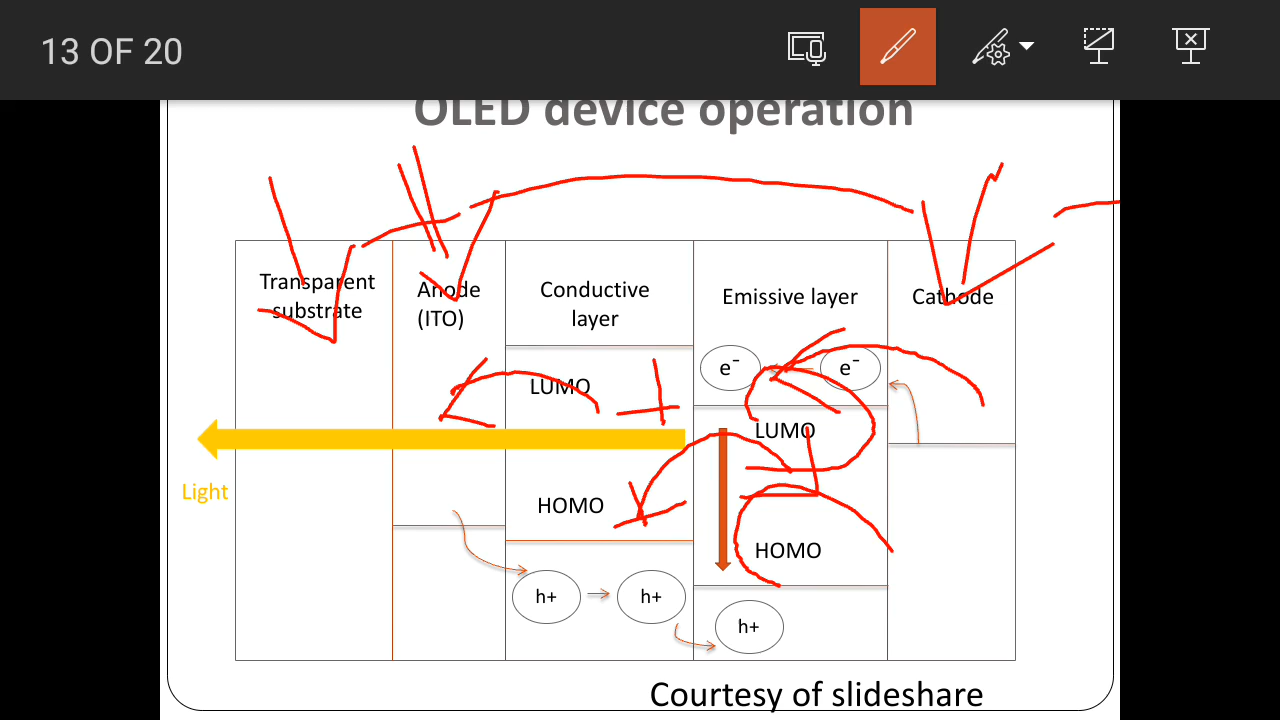 13 OF 20
OLED device operation
Transparent
substrate
Anode
(ITO)
Conductive
layer
Emissive layer
Cathode
e⁻
e⁻
LUMO
LUMO
Light
HOMO
HOMO
h+
h+
h+
Courtesy of slideshare